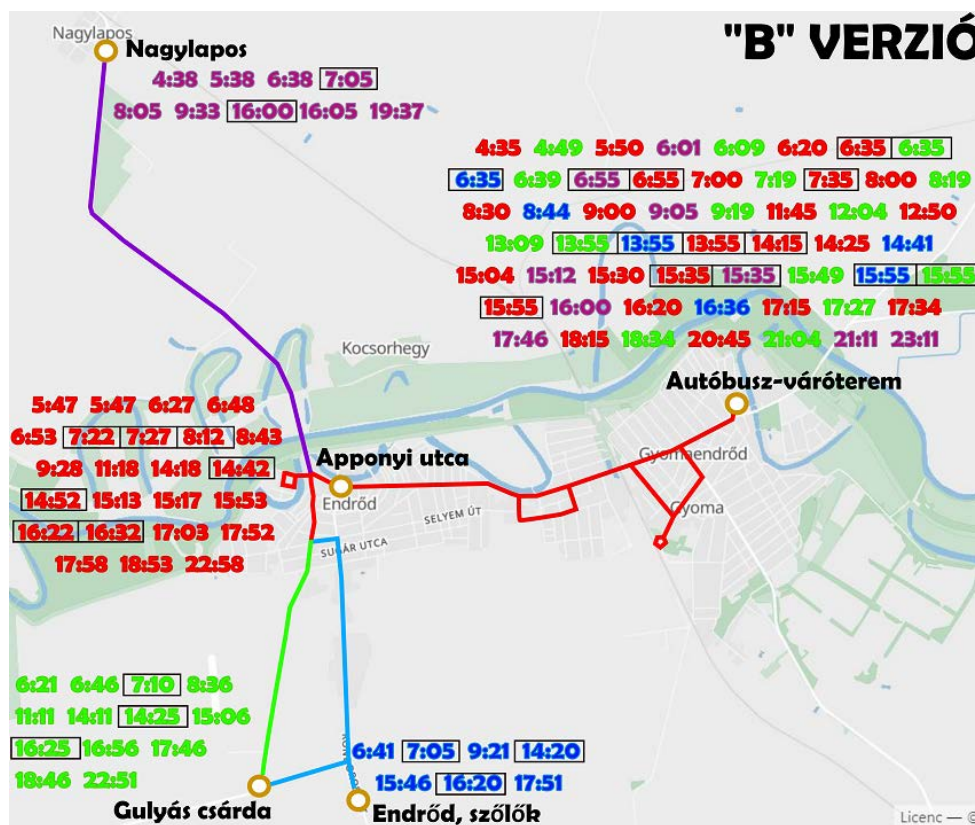 "B" VERZIÓ
Nagylapos
Nagylapos
4:38 5:38 6:38 7:05
8:05 9:33 16:00 16:05 19:37
4:35 4:49 5:50 6:01 6:09 6:20 6:35 6:35
6:35 6:39 6:55 6:55 7:00 7:19 7:35 8:00 8:19
8:30 8:44 9:00 9:05 9:19 11:45 12:04 12:50
13:09 13:55 13:55 13:55 14:15 14:25 14:41
15:04 15:12 15:30 15:35 15:35 15:49 15:55 15:55
15:55 16:00 16:20 16:36 17:15 17:27 17:34
17:46 18:15 18:34 20:45 21:04 21:11 23:11
Kocsorhegy
Autóbusz-váróterem
5:47 5:47 6:27 6:48
6:53 7:22 7:27 8:12 8:43
9:28 11:18 14:18 14:42
14:52 15:13 15:17 15:53
16:22 16:32 17:03 17:52
17:58 18:53 22:58
Apponyi utca
Endrőd
Gyomaendrőd
Gyoma
SELYEM ÚT
SUGÁR UTCA
6:21 6:46 7:10 8:36
11:11 14:11 14:25 15:06
16:25 16:56 17:46
18:46 22:51
Gulyás csárda
6:41 7:05 9:21 14:20
15:46 16:20 17:51
Endrőd, szőlők
Licenc — ©